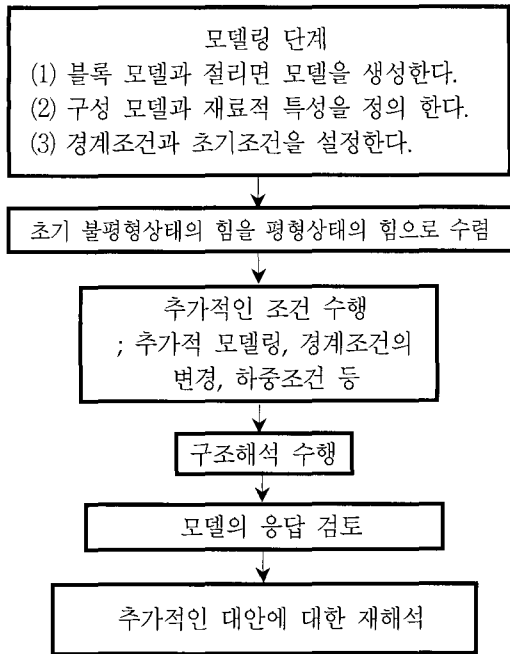 모델링 단계
(1) 블록 모델과 절리면 모델을 생성한다.
(2) 구성 모델과 재료적 특성을 정의 한다.
(3) 경계조건과 초기조건을 설정한다.
초기 불평형상태의 힘을 평형상태의 힘으로 수렴
추가적인 조건 수행
; 추가적 모델링, 경계조건의
변경, 하중조건 등
구조해석 수행
모델의 응답 검토
추가적인 대안에 대한 재해석